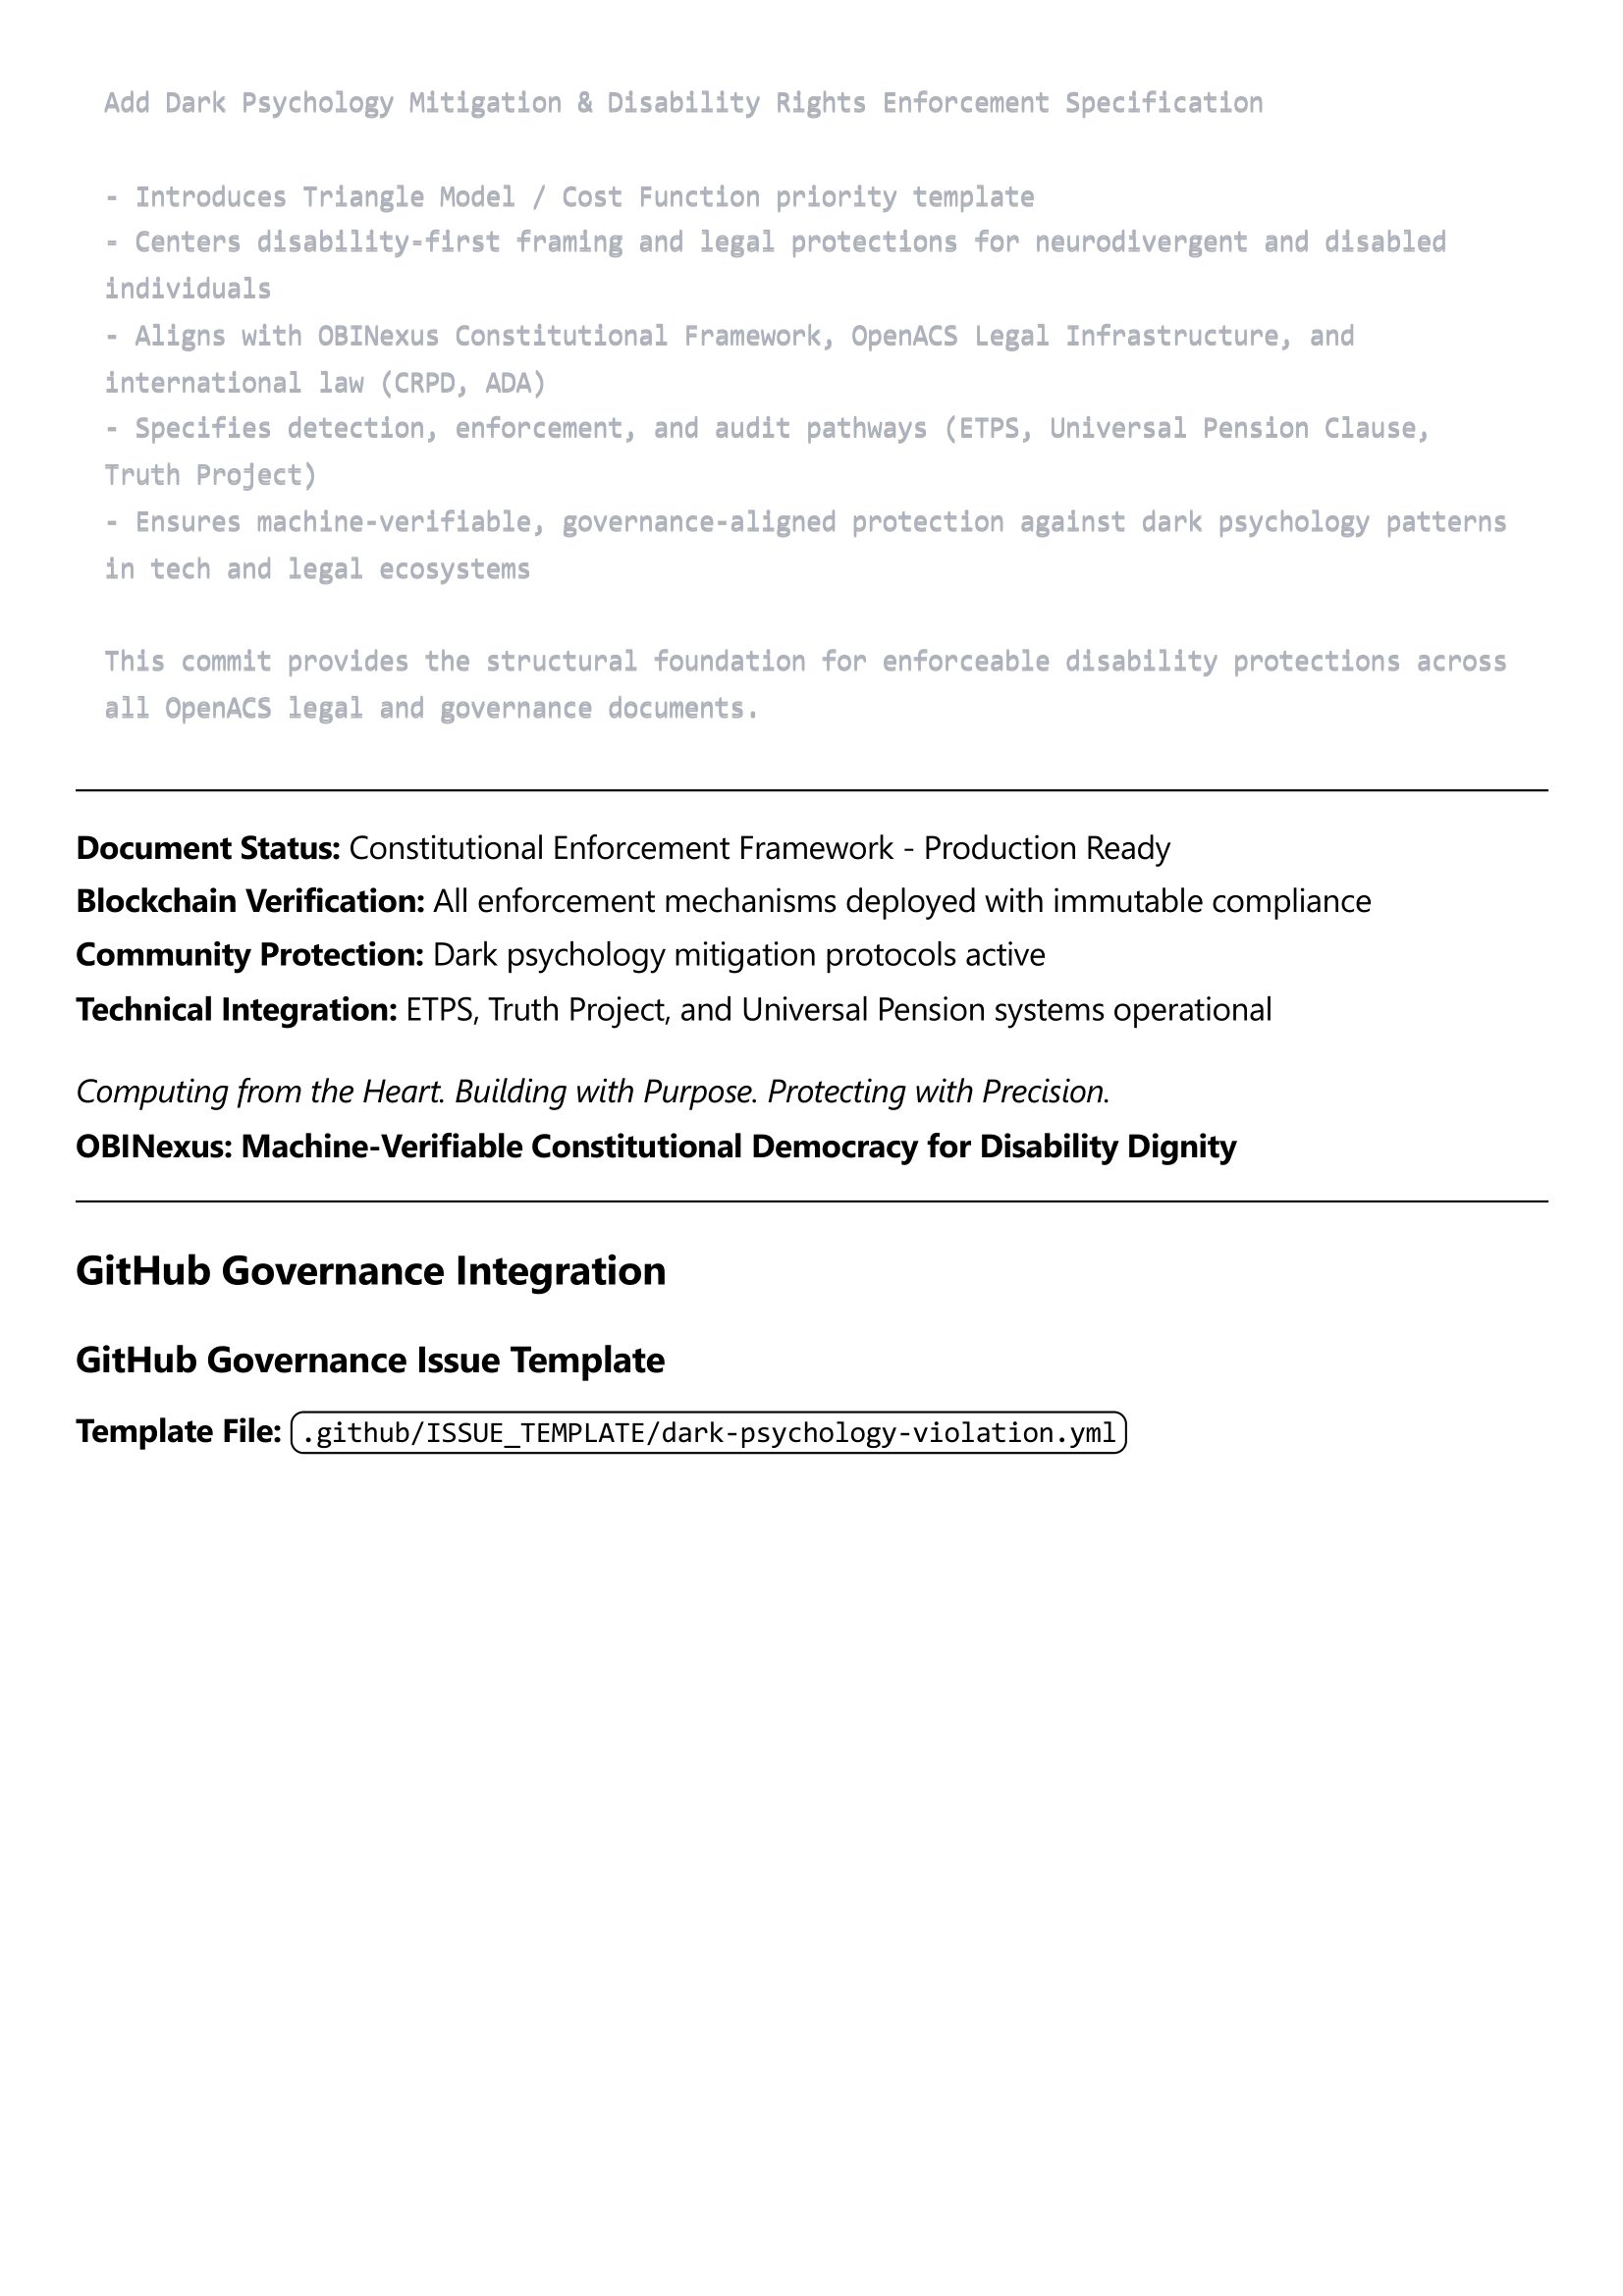 Add Dark Psychology Mitigation & Disability Rights Enforcement Specification
- Introduces Triangle Model / Cost Function priority template
- Centers disability-first framing and legal protections for neurodivergent and disabled
individuals
- Aligns with OBINexus Constitutional Framework, OpenACS Legal Infrastructure, and
international law (CRPD, ADA)
- Specifies detection, enforcement, and audit pathways (ETPS, Universal Pension Clause,
Truth Project)
- Ensures machine-verifiable, governance-aligned protection against dark psychology patterns
in tech and legal ecosystems
This commit provides the structural foundation for enforceable disability protections across
all OpenACS legal and governance documents.
Document Status: Constitutional Enforcement Framework - Production Ready
Blockchain Verification: All enforcement mechanisms deployed with immutable compliance
Community Protection: Dark psychology mitigation protocols active
Technical Integration: ETPS, Truth Project, and Universal Pension systems operational
Computing from the Heart. Building with Purpose. Protecting with Precision.
OBINexus: Machine-Verifiable Constitutional Democracy for Disability Dignity
GitHub Governance Integration
GitHub Governance Issue Template
Template File: .github/ISSUE_TEMPLATE/dark-psychology-violation.yml